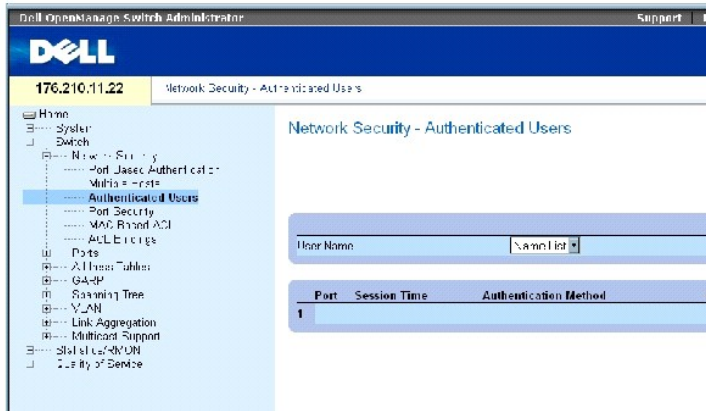 Dell OpenManage Switch Administrator
Support
DELL
176.210.11.22
Network Security - Authenticated Users
Home
System
Switch
Network Security
Port Based Authentication
Multiple Hosts
Authenticated Users
Port Security
MAC Based ACL
ACL Bindings
Ports
Address Tables
GARP
Spanning Tree
VLAN
Link Aggregation
Multicast Support
Statistics/RMON
Quality of Service
Network Security - Authenticated Users
User Name
Name List
Port Session Time Authentication Method
1